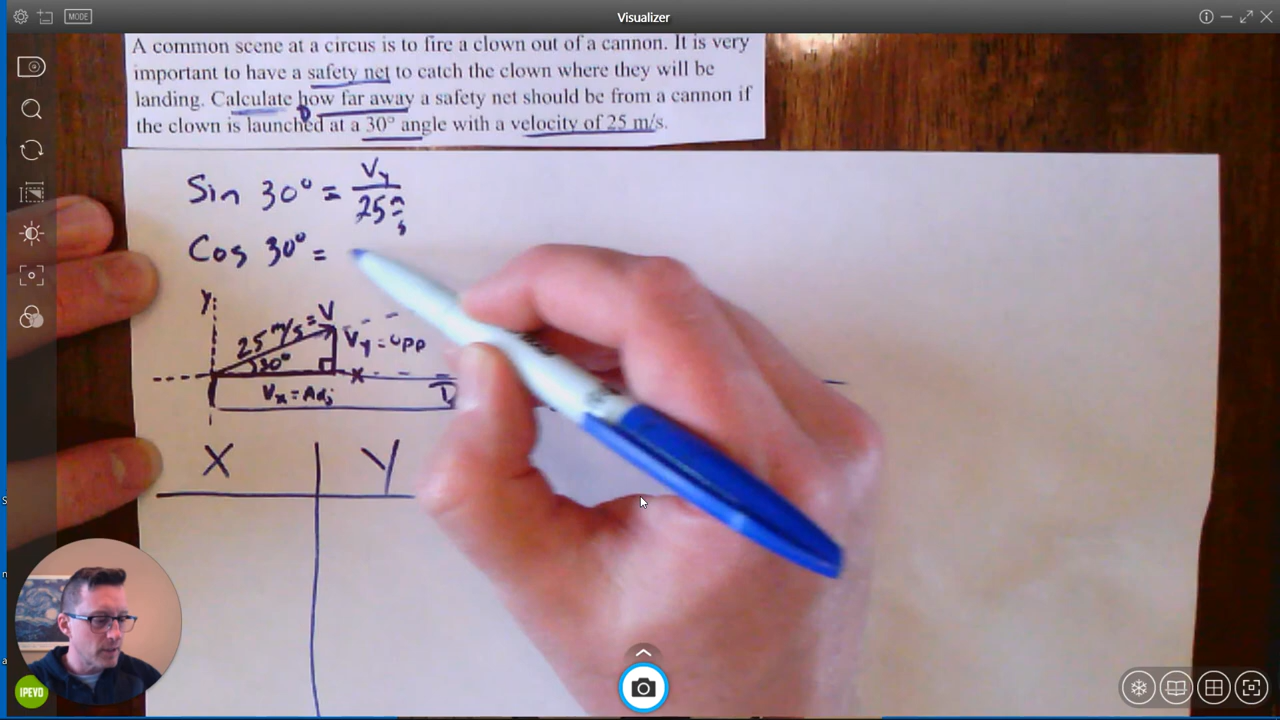 MODE
Visualizer
A common scene at a circus is to fire a clown out of a cannon. It is very
important to have a safety net to catch the clown where they will be
landing. Calculate how far away a safety net should be from a cannon if
the clown is launched at a 30° angle with a velocity of 25 m/s.
Sin 30° = Vy/25 m/s
Cos 30° =
y
25 m/s = V
Vy = opp
30°
x
Vx = Adj
X Y
IPEVO